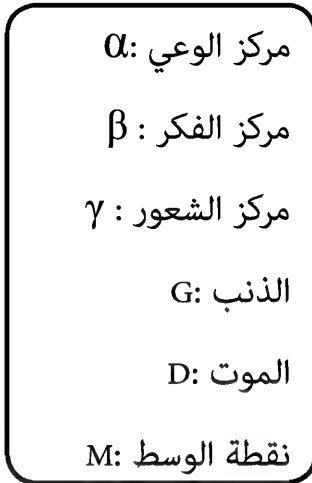 مركز الوعي :α
مركز الفكر : β
مركز الشعور : γ
الذنب :G
الموت :D
نقطة الوسط :M